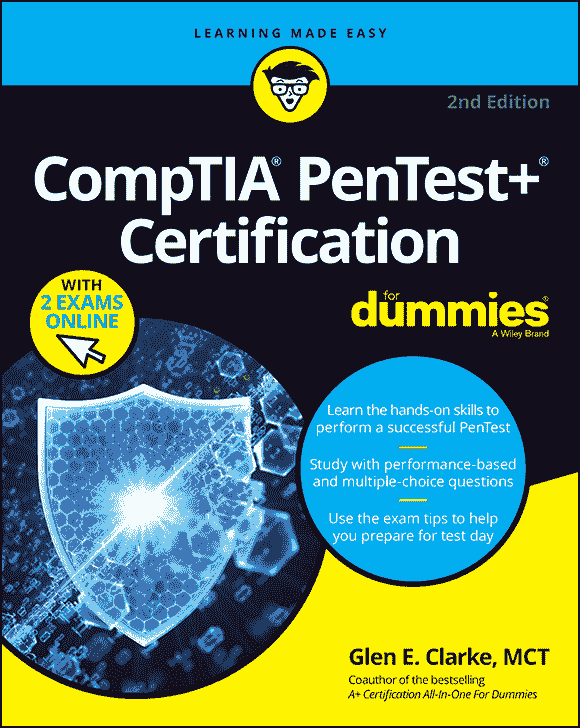 LEARNING MADE EASY
2nd Edition
CompTIA® PenTest+®
Certification
WITH
2 EXAMS
ONLINE
for
dummies®
A Wiley Brand
Learn the hands-on skills to
perform a successful PenTest
Study with performance-based
and multiple-choice questions
Use the exam tips to help
you prepare for test day
Glen E. Clarke, MCT
Coauthor of the bestselling
A+ Certification All-In-One For Dummies